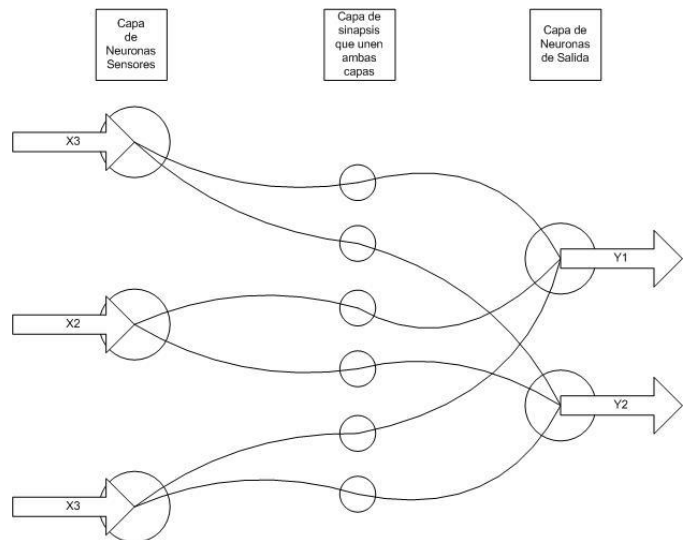 Capa
de
Neuronas
Sensores
Capa de
sinapsis
que unen
ambas
capas
Capa
de
Neuronas
de Salida
X3
Y1
X2
Y2
X3